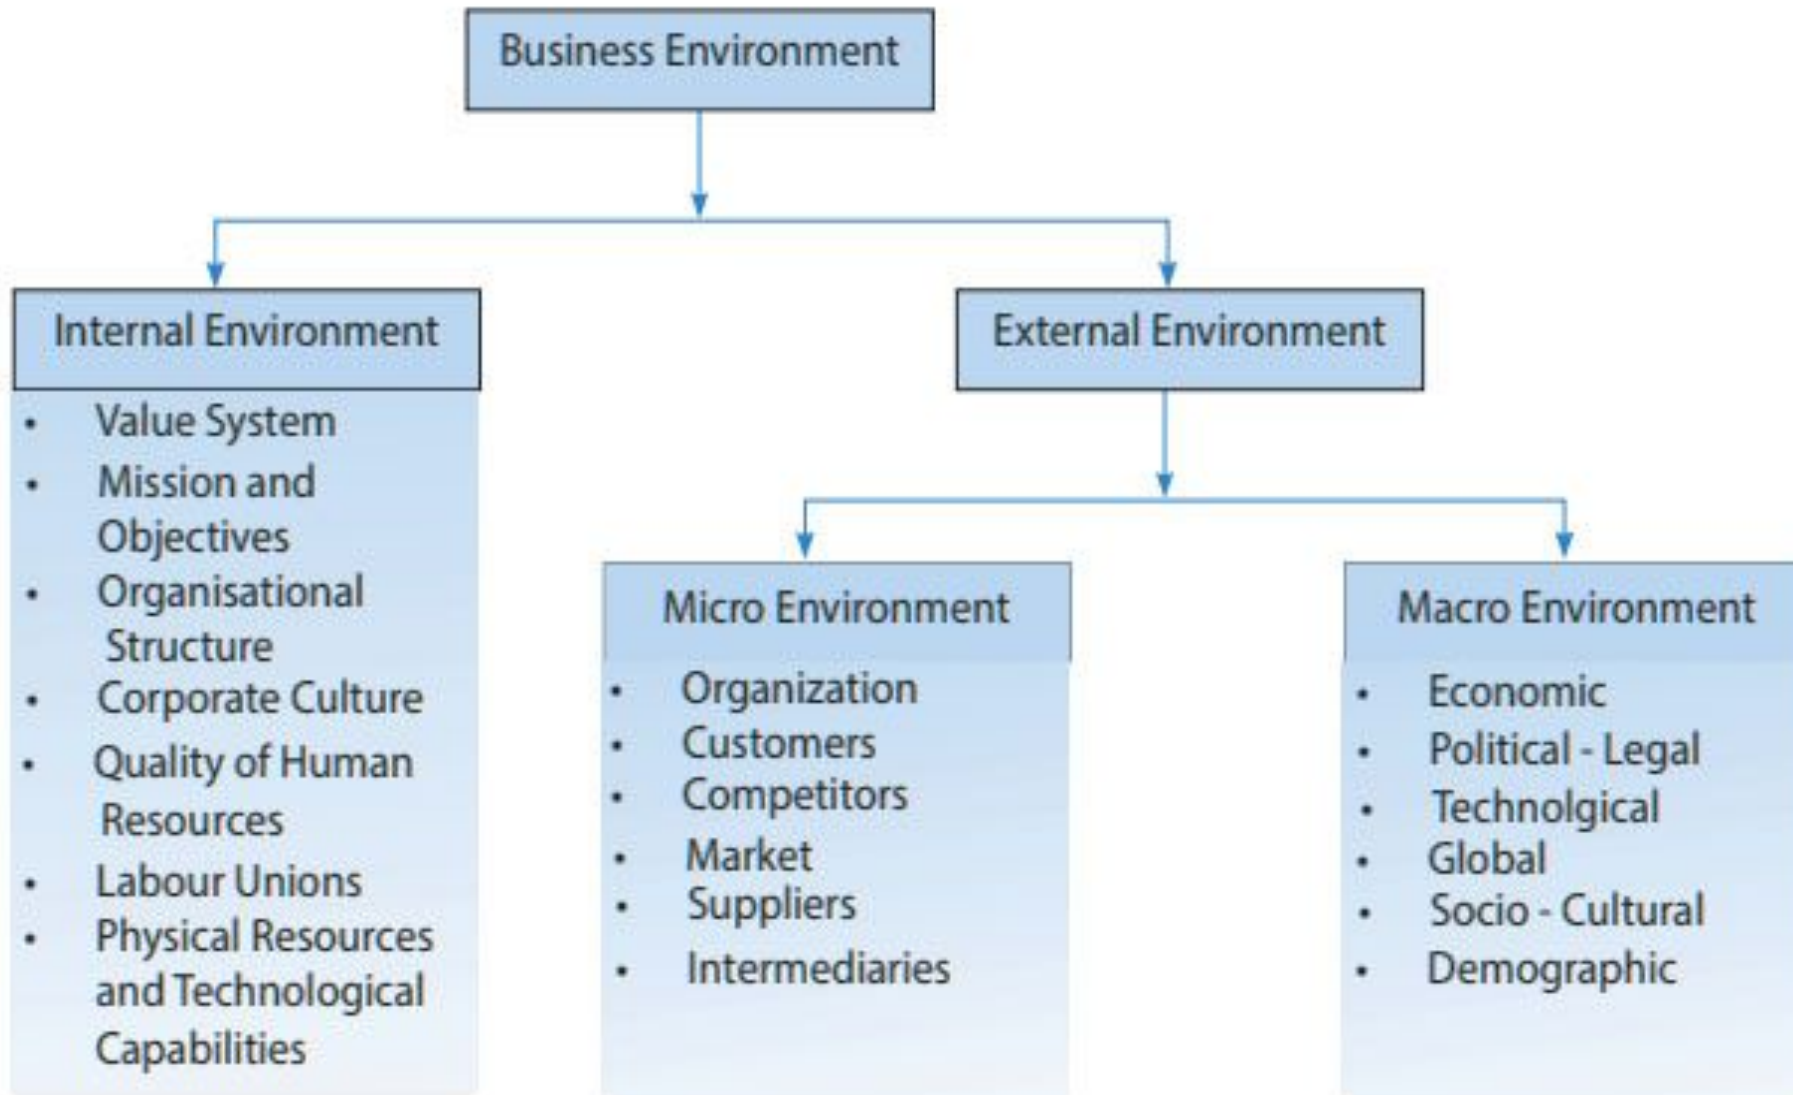 Business Environment
Internal Environment
• Value System
• Mission and
Objectives
• Organisational
Structure
• Corporate Culture
• Quality of Human
Resources
• Labour Unions
• Physical Resources
and Technological
Capabilities
External Environment
Micro Environment
• Organization
• Customers
• Competitors
• Market
• Suppliers
• Intermediaries
Macro Environment
• Economic
• Political - Legal
• Technolgical
• Global
• Socio - Cultural
• Demographic